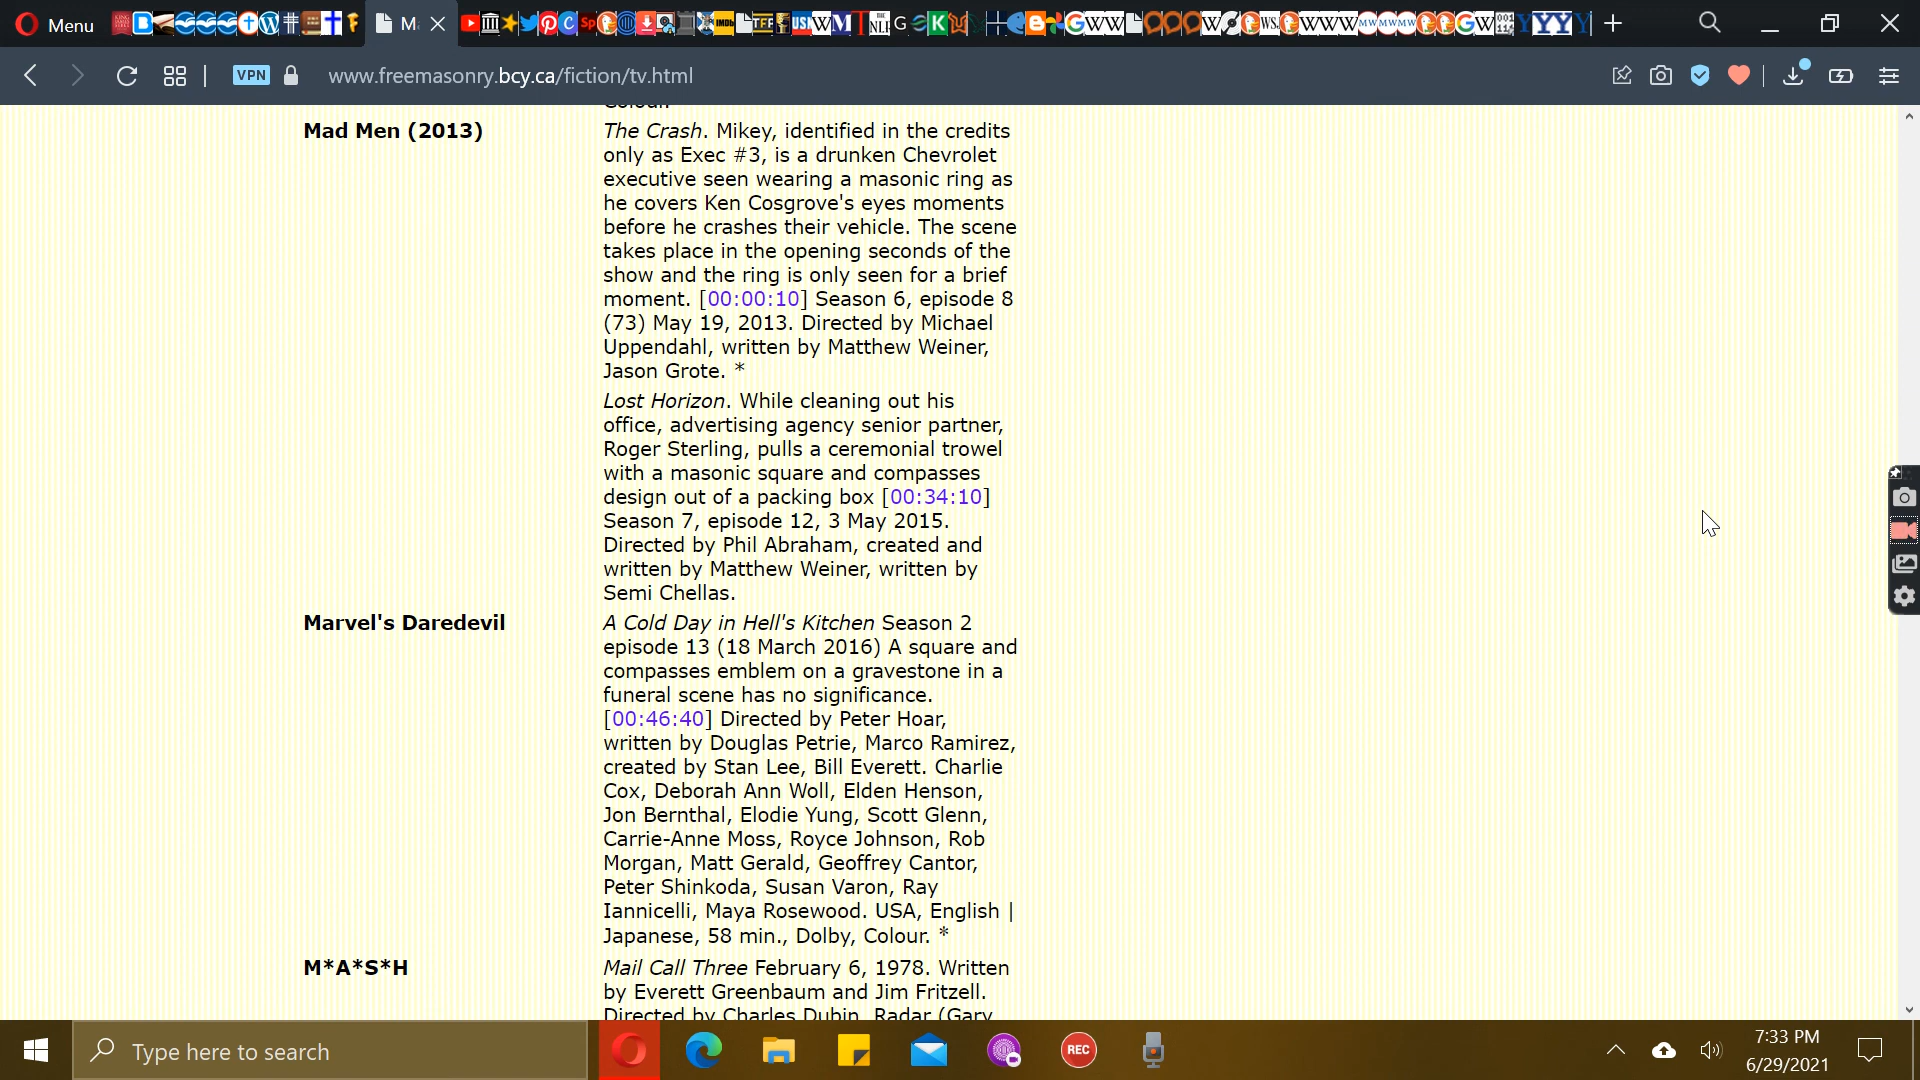 Menu
M
VPN
www.freemasonry.bcy.ca/fiction/tv.html
Mad Men (2013)
The Crash. Mikey, identified in the credits
only as Exec #3, is a drunken Chevrolet
executive seen wearing a masonic ring as
he covers Ken Cosgrove's eyes moments
before he crashes their vehicle. The scene
takes place in the opening seconds of the
show and the ring is only seen for a brief
moment. [00:00:10] Season 6, episode 8
(73) May 19, 2013. Directed by Michael
Uppendahl, written by Matthew Weiner,
Jason Grote. *
Lost Horizon. While cleaning out his
office, advertising agency senior partner,
Roger Sterling, pulls a ceremonial trowel
with a masonic square and compasses
design out of a packing box [00:34:10]
Season 7, episode 12, 3 May 2015.
Directed by Phil Abraham, created and
written by Matthew Weiner, written by
Semi Chellas.
Marvel's Daredevil
A Cold Day in Hell's Kitchen Season 2
episode 13 (18 March 2016) A square and
compasses emblem on a gravestone in a
funeral scene has no significance.
[00:46:40] Directed by Peter Hoar,
written by Douglas Petrie, Marco Ramirez,
created by Stan Lee, Bill Everett. Charlie
Cox, Deborah Ann Woll, Elden Henson,
Jon Bernthal, Elodie Yung, Scott Glenn,
Carrie-Anne Moss, Royce Johnson, Rob
Morgan, Matt Gerald, Geoffrey Cantor,
Peter Shinkoda, Susan Varon, Ray
Iannicelli, Maya Rosewood. USA, English |
Japanese, 58 min., Dolby, Colour. *
M*A*S*H
Mail Call Three February 6, 1978. Written
by Everett Greenbaum and Jim Fritzell.
Directed by Charles Dubin. Radar (Gary
Type here to search
REC
7:33 PM
6/29/2021